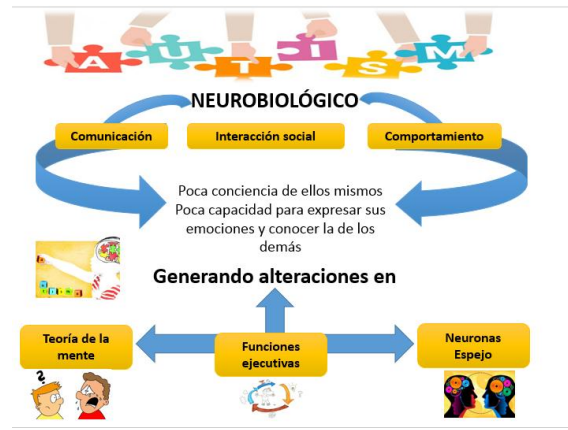 AUTISM
NEUROBIOLÓGICO
Comunicación
Interacción social
Comportamiento
Poca conciencia de ellos mismos
Poca capacidad para expresar sus
emociones y conocer la de los
demás
Generando alteraciones en
Teoría de la
mente
Funciones
ejecutivas
Neuronas
Espejo
?